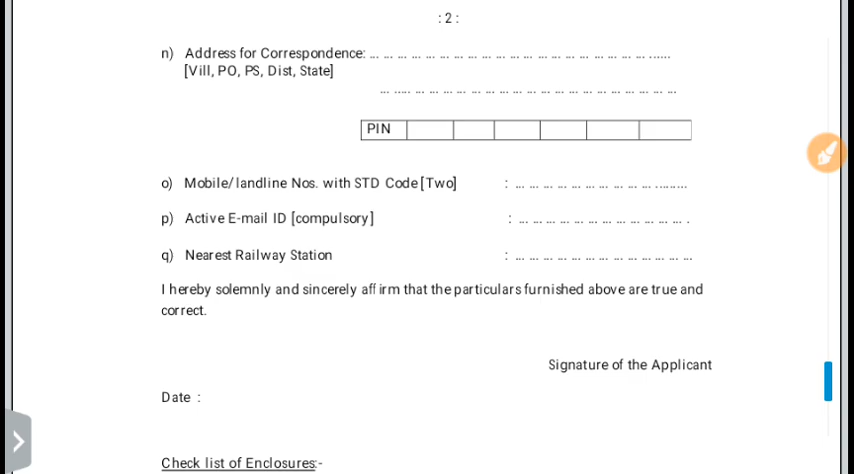 : 2 :
n) Address for Correspondence: ... ... ... ... ... ... ... ... ... ... ... ... ... ... ... ... ... ... ... ... ......
[Vill, PO, PS, Dist, State]
... ..... ... ... ... ... ... ... ... ... ... ... ... ... ... ... ... ... ... ... ...
PIN
o) Mobile/landline Nos. with STD Code [Two] : ... ... ... ... ... ... ... ... ... ... .........
p) Active E-mail ID [compulsory] : ... ... ... ... ... ... ... ... ... ... ... ... .
q) Nearest Railway Station : ... ... ... ... ... ... ... ... ... ... ... ... ...
I hereby solemnly and sincerely affirm that the particulars furnished above are true and
correct.
Signature of the Applicant
Date :
Check list of Enclosures:-